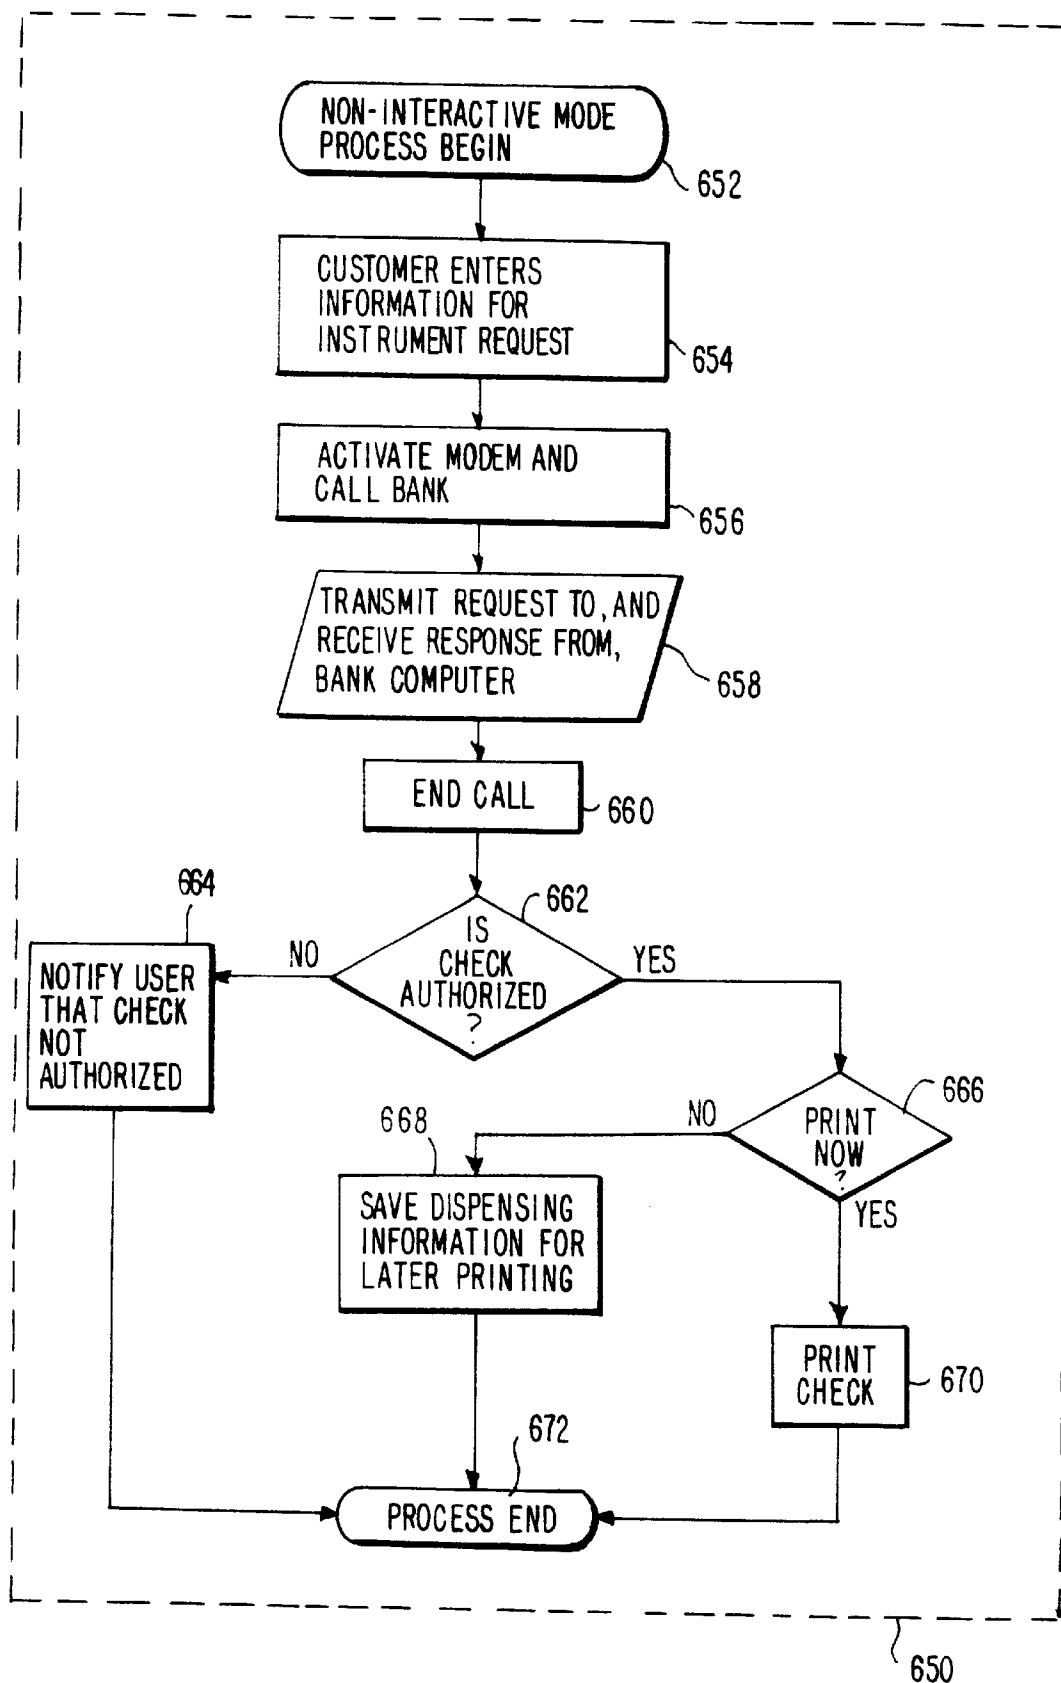 NON-INTERACTIVE MODE
PROCESS BEGIN
652
CUSTOMER ENTERS
INFORMATION FOR
INSTRUMENT REQUEST
654
ACTIVATE MODEM AND
CALL BANK
656
TRANSMIT REQUEST TO, AND
RECEIVE RESPONSE FROM,
BANK COMPUTER
658
END CALL
660
662
IS
CHECK
AUTHORIZED
?
NO
YES
664
NOTIFY USER
THAT CHECK
NOT
AUTHORIZED
666
PRINT
NOW
?
NO
YES
668
SAVE DISPENSING
INFORMATION FOR
LATER PRINTING
PRINT
CHECK
670
672
PROCESS END
650